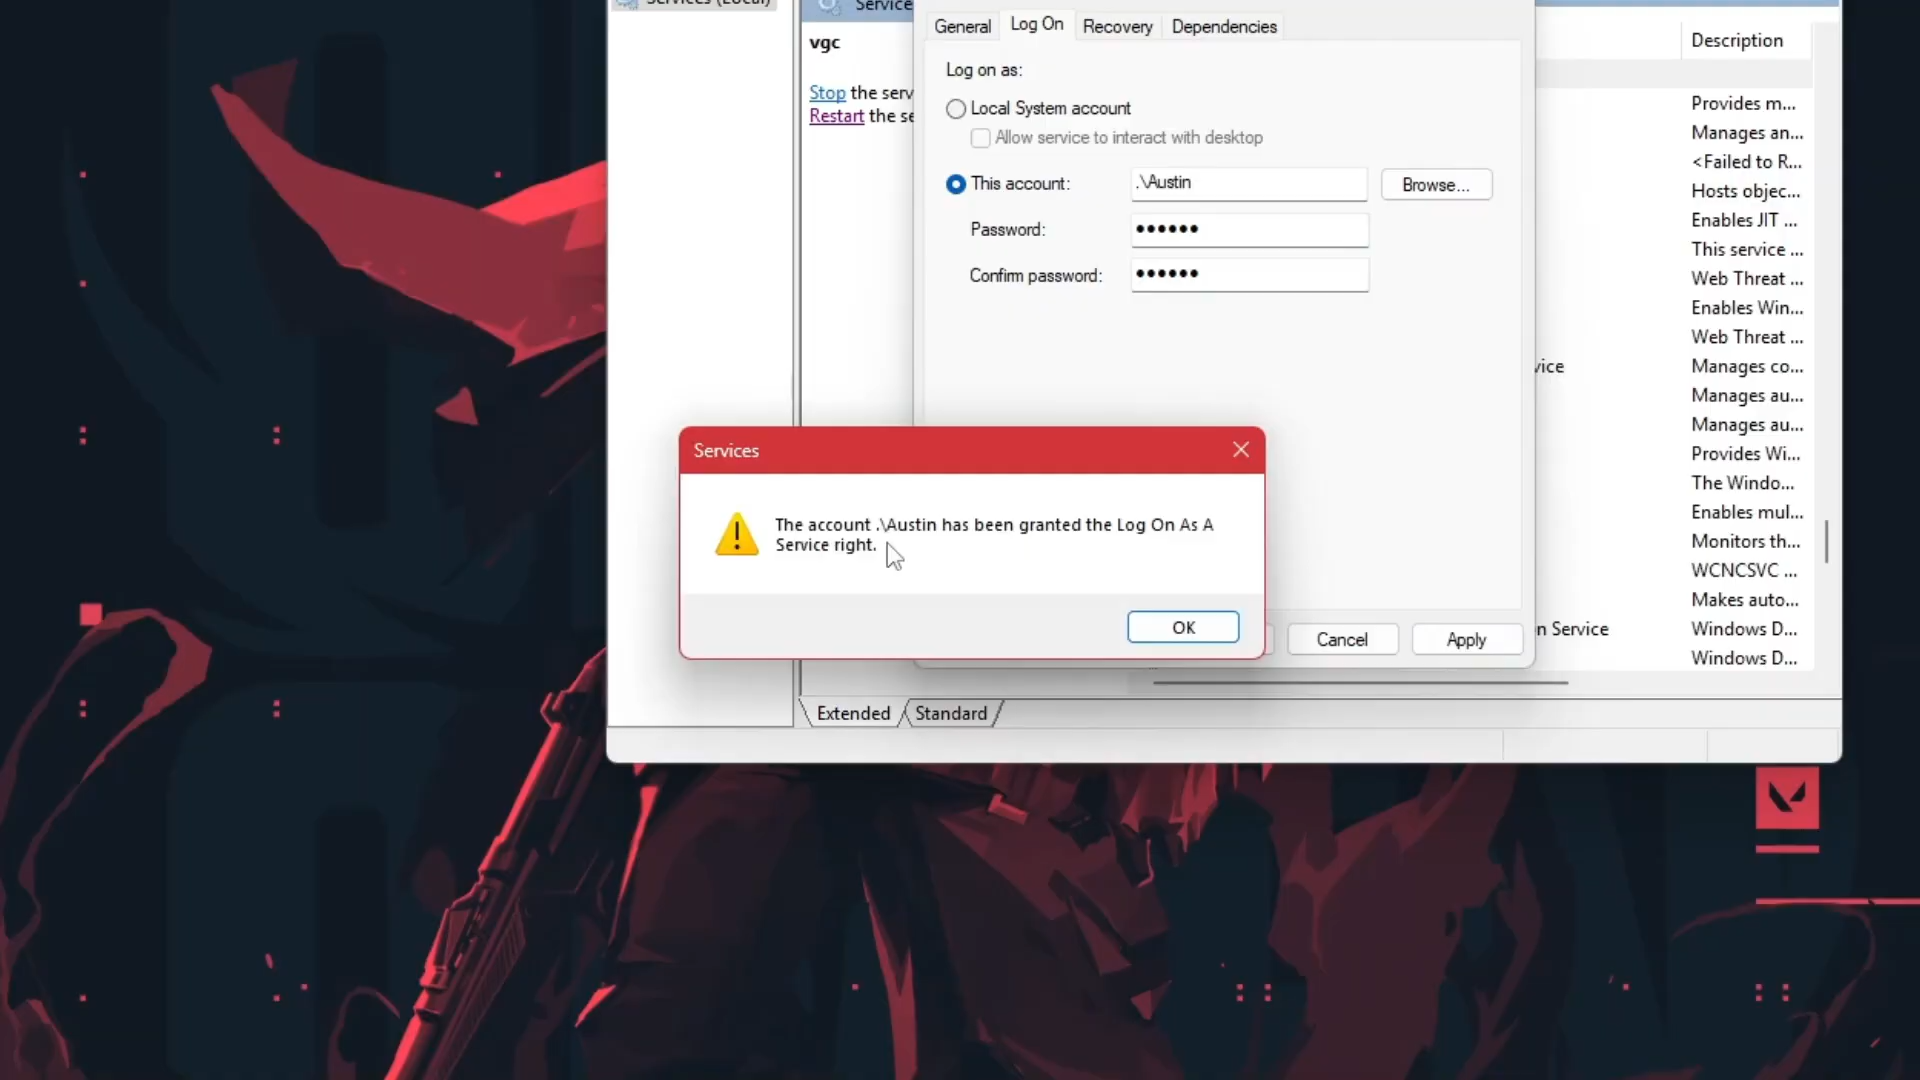 Services (Local)
Service
vgc
Stop the serv
Restart the se
General
Log On
Recovery
Dependencies
Log on as:
Local System account
Allow service to interact with desktop
This account:
.\Austin
Browse...
Password:
••••••
Confirm password:
••••••
Services
The account .\Austin has been granted the Log On As A
Service right.
OK
Cancel
Apply
Description
Provides m...
Manages an...
<Failed to R...
Hosts objec...
Enables JIT ...
This service ...
Web Threat ...
Enables Win...
Web Threat ...
vice
Manages co...
Manages au...
Manages au...
Provides Wi...
The Windo...
Enables mul...
Monitors th...
WCNCSVC ...
Makes auto...
n Service
Windows D...
Windows D...
Extended
Standard